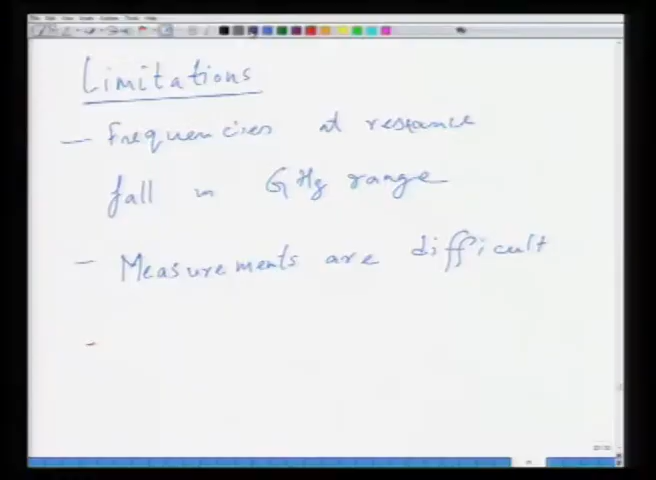 Limitations
— Frequencies at resonance
fall in GHz range
- Measurements are difficult
-